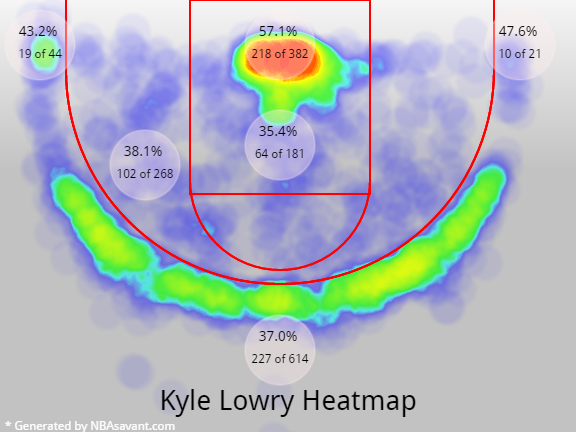 43.2%
19 of 44
57.1%
218 of 382
47.6%
10 of 21
35.4%
64 of 181
38.1%
102 of 268
37.0%
227 of 614
Kyle Lowry Heatmap
* Generated by NBAsavant.com